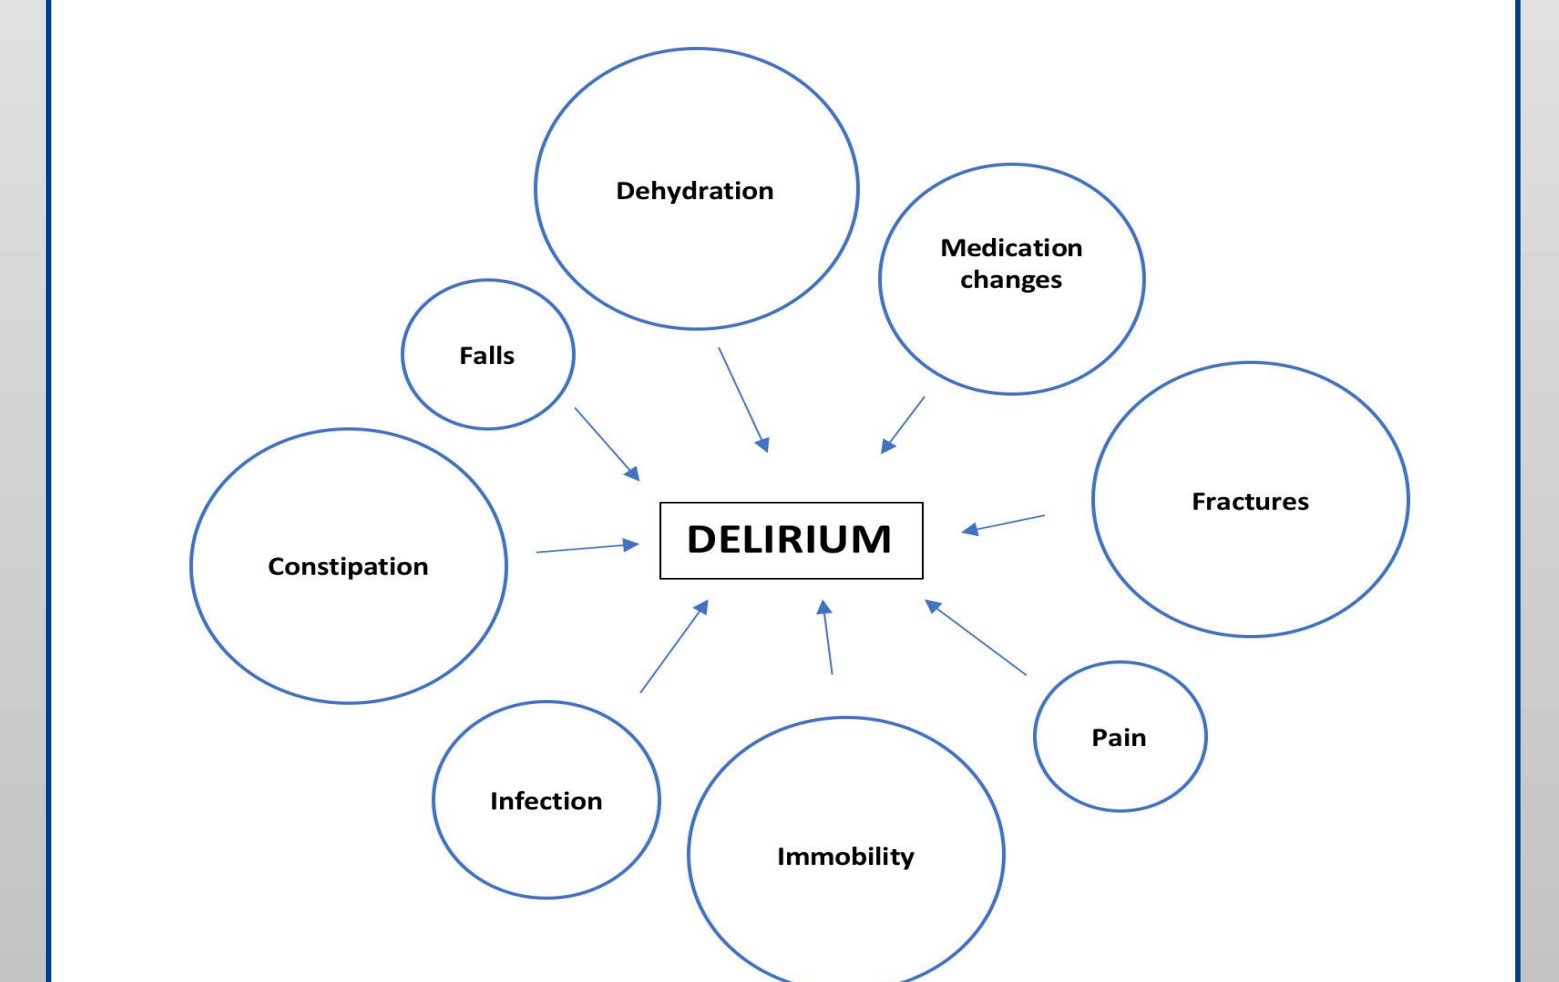 Dehydration
Medication
changes
Falls
Fractures
DELIRIUM
Constipation
Pain
Infection
Immobility